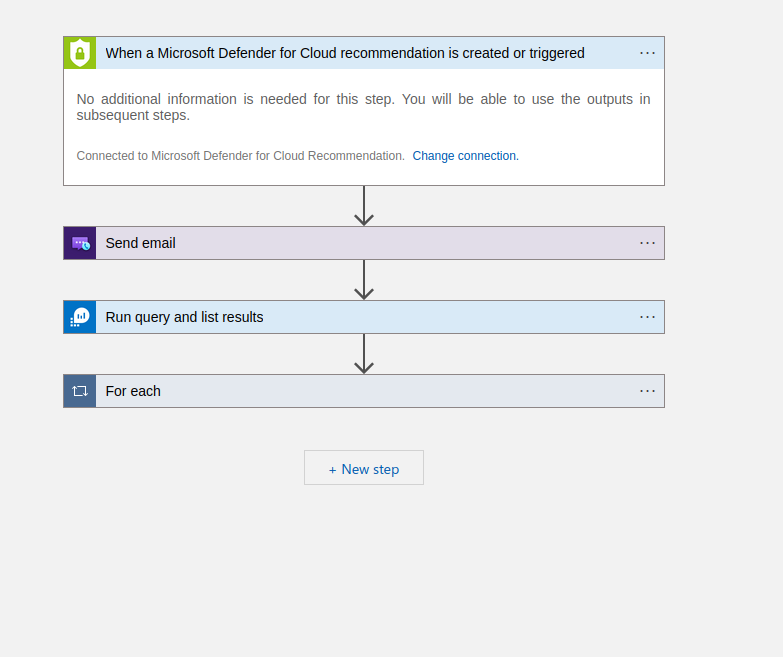 When a Microsoft Defender for Cloud recommendation is created or triggered
No additional information is needed for this step. You will be able to use the outputs in
subsequent steps.
Connected to Microsoft Defender for Cloud Recommendation. Change connection.
Send email
Run query and list results
For each
+ New step